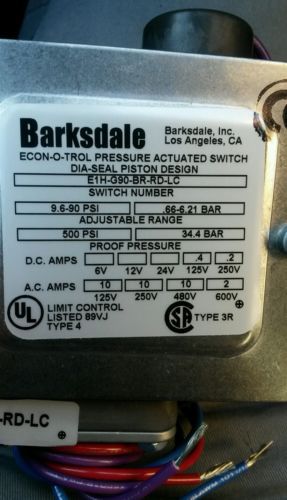 Barksdale
Barksdale, Inc.
Los Angeles, CA
ECON-O-TROL PRESSURE ACTUATED SWITCH
DIA-SEAL PISTON DESIGN
E1H-G90-BR-RD-LC
SWITCH NUMBER
9.6-90 PSI .66-6.21 BAR
ADJUSTABLE RANGE
500 PSI 34.4 BAR
PROOF PRESSURE
D.C. AMPS .4 .2
6V 12V 24V 125V 250V
A.C. AMPS 10 10 10 2
125V 250V 480V 600V
UL
LIMIT CONTROL
LISTED 89VJ
TYPE 4
SA TYPE 3R
-RD-LC